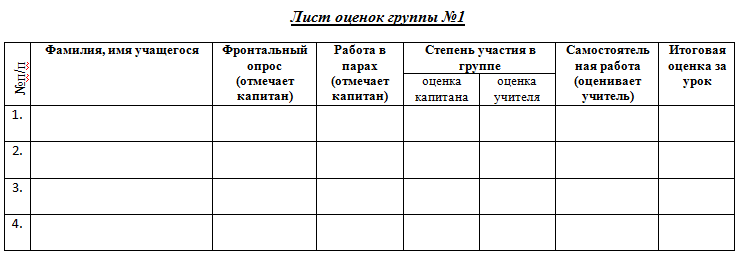 Лист оценок группы №1
№п/п
Фамилия, имя учащегося
Фронтальный
опрос
(отмечает
капитан)
Работа в
парах
(отмечает
капитан)
Степень участия в
группе
оценка
капитана
оценка
учителя
Самостоятель
ная работа
(оценивает
учитель)
Итоговая
оценка за
урок
1.
2.
3.
4.